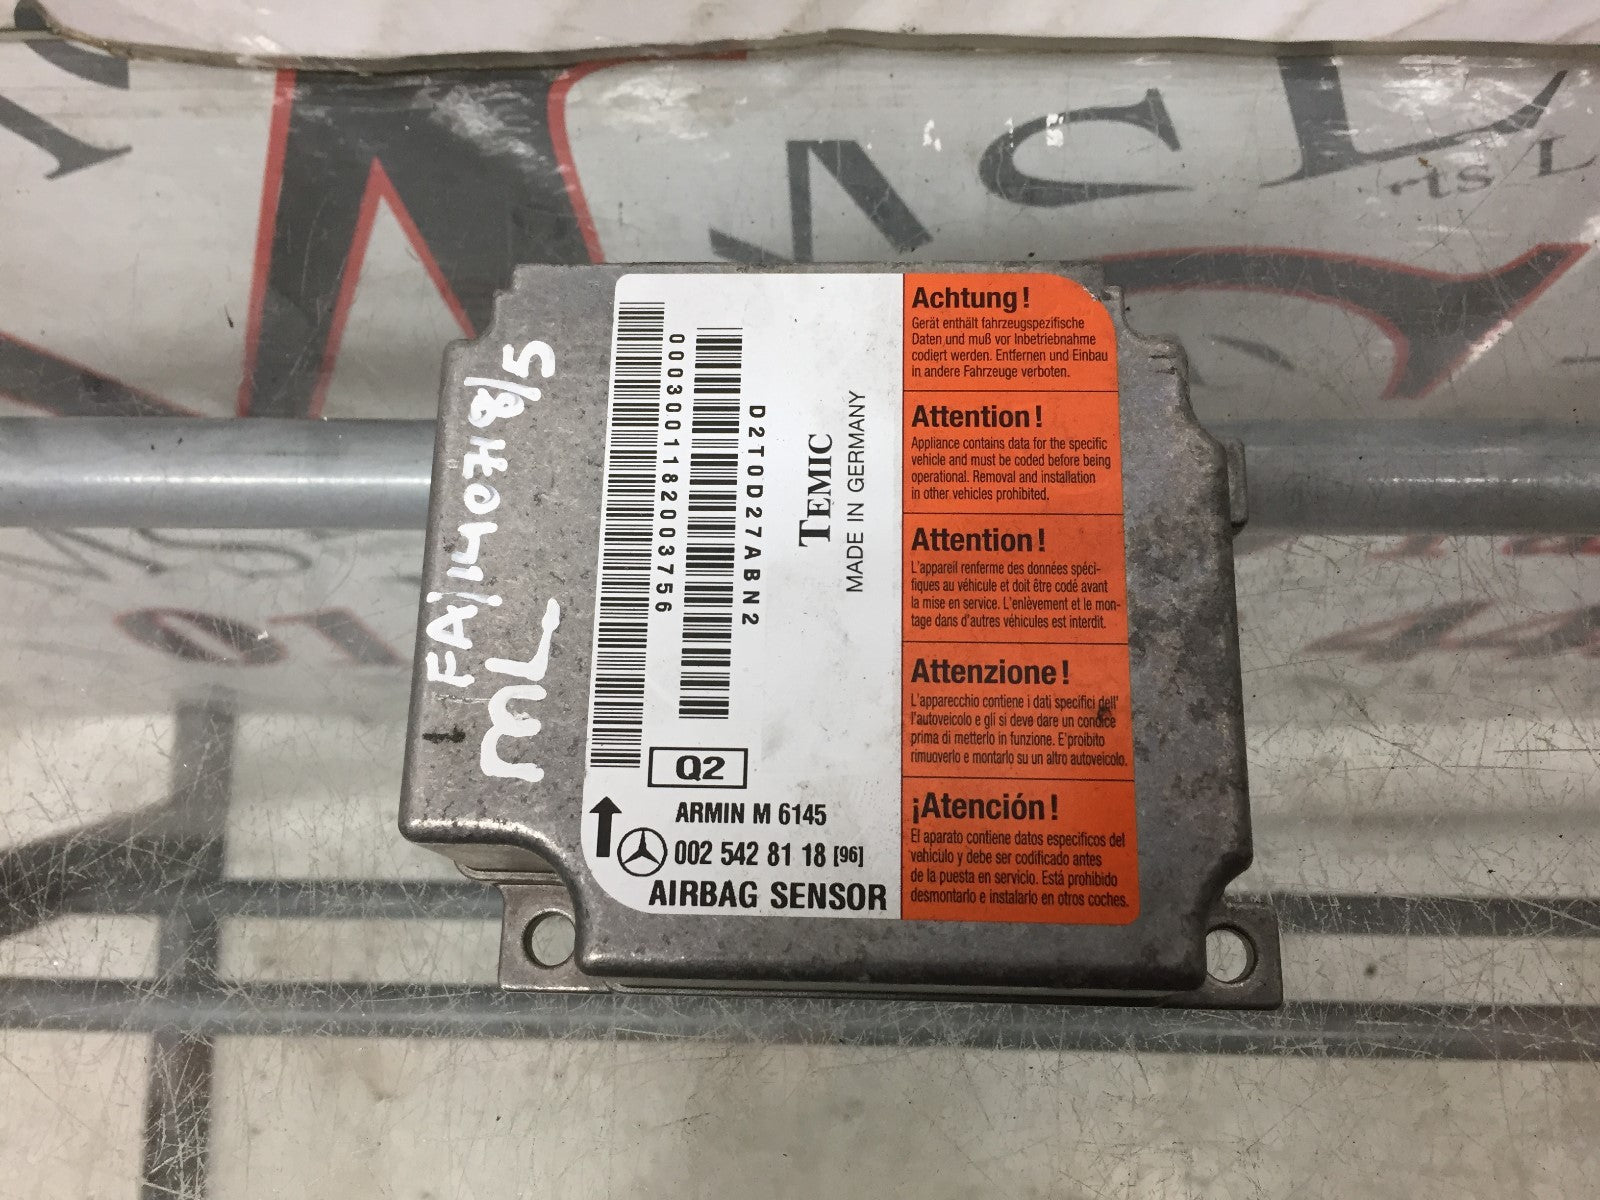 FA140718/5
ML
0003001182003756
D2T0D27ABN2
TEMIC
MADE IN GERMANY
Q2
ARMIN M 6145
002 542 81 18 [96]
AIRBAG SENSOR
Achtung!
Gerät enthält fahrzeugspezifische
Daten und muß vor Inbetriebnahme
codiert werden. Entfernen und Einbau
in andere Fahrzeuge verboten.
Attention!
Appliance contains data for the specific
vehicle and must be coded before being
operational. Removal and installation
in other vehicles prohibited.
Attention!
L'appareil renferme des données spéci-
fiques au véhicule et doit être codé avant
la mise en service. L'enlèvement et le mon-
tage dans d'autres véhicules est interdit.
Attenzione!
L'apparecchio contiene i dati specifici dell'
l'autoveicolo e gli si deve dare un condice
prima di metterlo in funzione. E'proibito
rimuoverlo e montarlo su un altro autoveicolo.
¡Atención!
El aparato contiene datos especificos del
vehículo y debe ser codificado antes
de la puesta en servicio. Está prohibido
desmontarlo e instalarlo en otros coches.